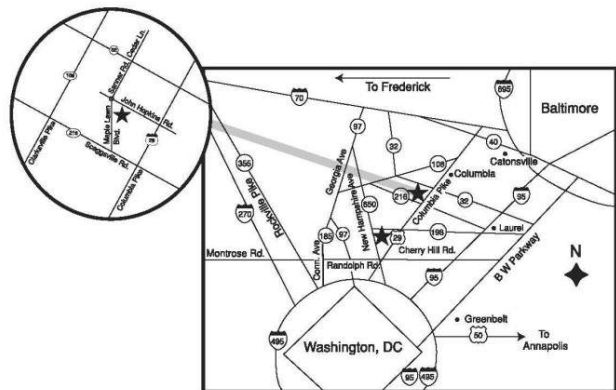 32
Cedar Ln.
Sanner Rd.
108
John Hopkins Rd.
Maple Lawn
Blvd.
216
29
Clarksville Pike
Scaggsville Rd.
Columbia Pike
To Frederick
70
695
Baltimore
97
32
40
Catonsville
108
Columbia
355
Georgia Ave
New Hampshire Ave
216
Columbia Pike
95
32
Rockville Pike
270
650
185
97
29
198
Laurel
Montrose Rd.
Conn. Ave
Randolph Rd.
Cherry Hill Rd.
95
B W Parkway
N
495
Washington, DC
Greenbelt
50
To
Annapolis
95
495